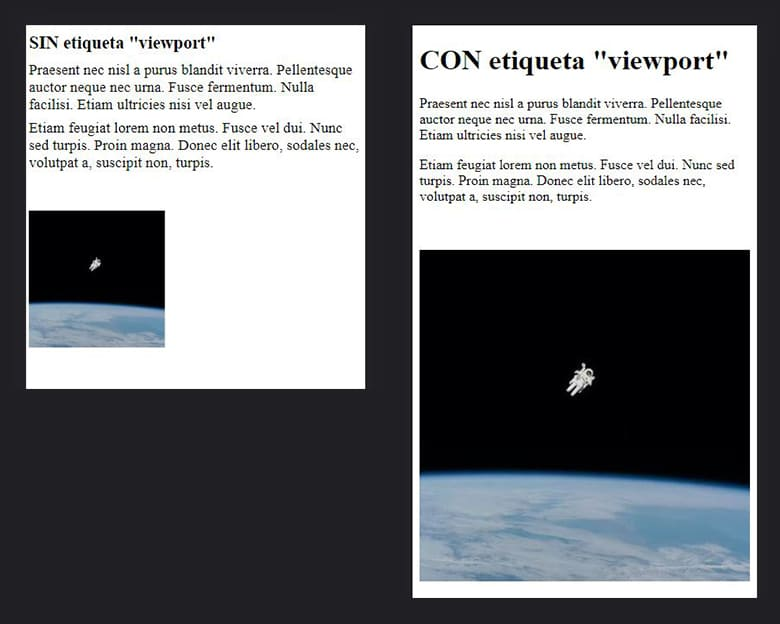 SIN etiqueta "viewport"
Praesent nec nisl a purus blandit viverra. Pellentesque
auctor neque nec urna. Fusce fermentum. Nulla
facilisi. Etiam ultricies nisi vel augue.
Etiam feugiat lorem non metus. Fusce vel dui. Nunc
sed turpis. Proin magna. Donec elit libero, sodales nec,
volutpat a, suscipit non, turpis.
CON etiqueta "viewport"
Praesent nec nisl a purus blandit viverra. Pellentesque
auctor neque nec urna. Fusce fermentum. Nulla facilisi.
Etiam ultricies nisi vel augue.
Etiam feugiat lorem non metus. Fusce vel dui. Nunc sed
turpis. Proin magna. Donec elit libero, sodales nec,
volutpat a, suscipit non, turpis.